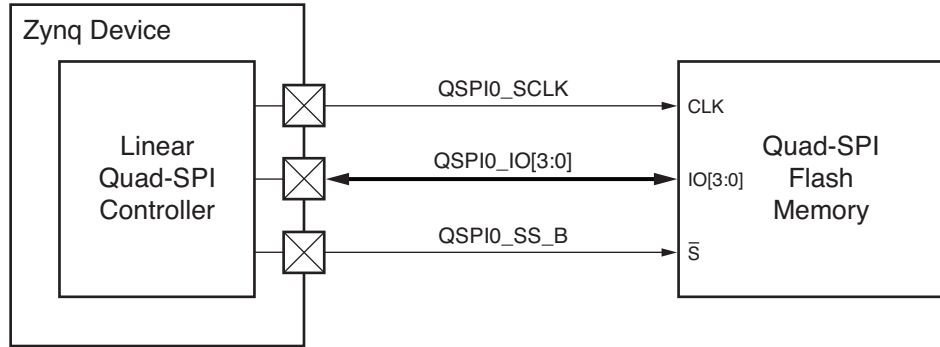 Zynq Device
Linear
Quad-SPI
Controller
QSPI0_SCLK
QSPI0_IO[3:0]
QSPI0_SS_B
CLK
IO[3:0]
S̅
Quad-SPI
Flash
Memory